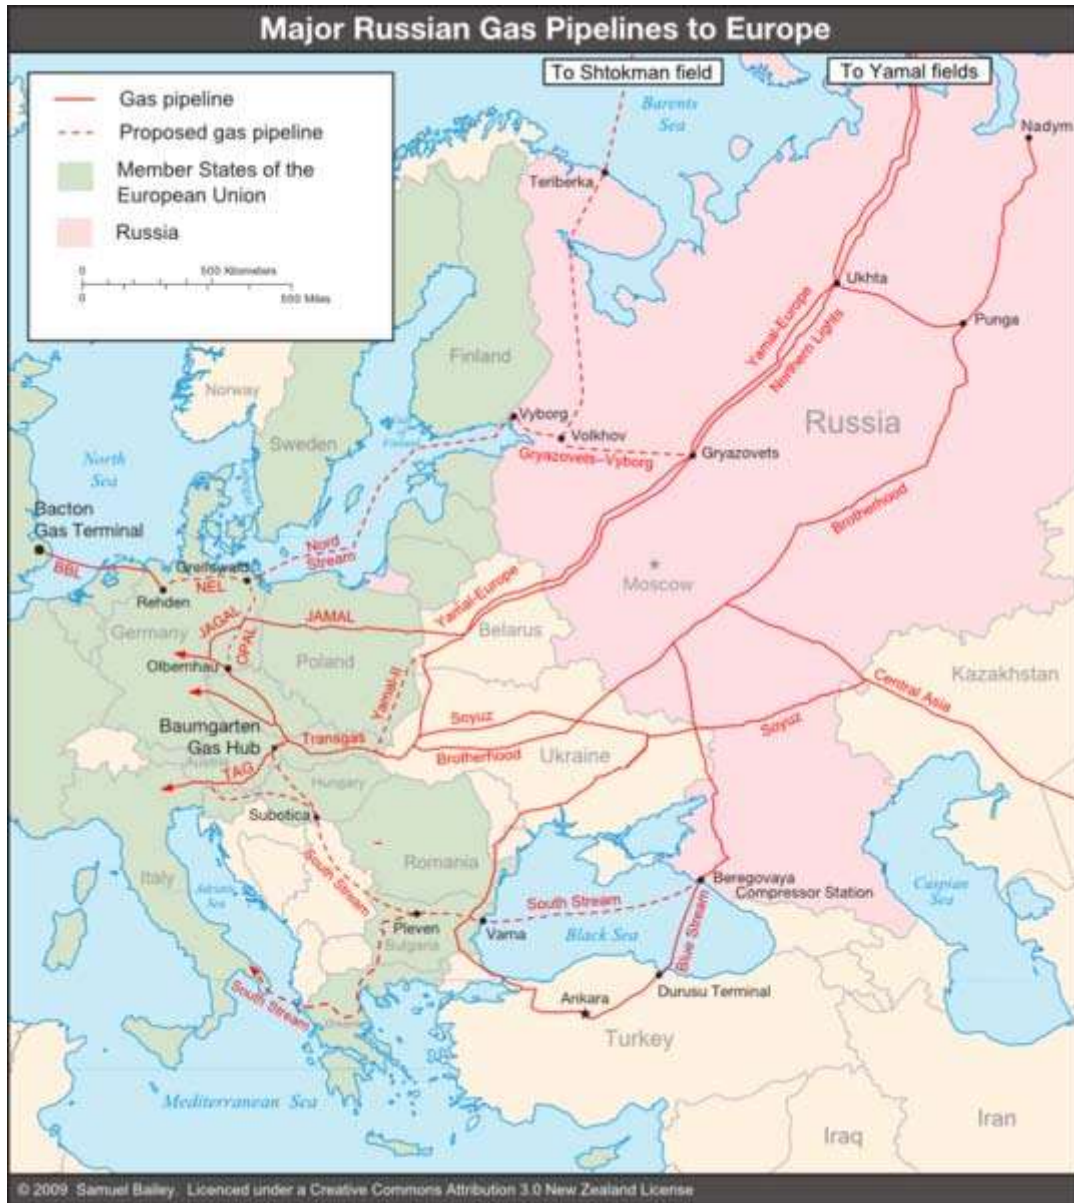 Major Russian Gas Pipelines to Europe
To Shtokman field
To Yamal fields
Gas pipeline
Proposed gas pipeline
Member States of the
European Union
Russia
0
500 Kilometers
0
500 Miles
Barents
Sea
Nadym
Teriberka
Ukhta
Punga
Yamal-Europe
Northern Lights
Finland
Norway
Sweden
Russia
Vyborg
Volkhov
Gryazovets–Vyborg
Gryazovets
North
Sea
Bacton
Gas Terminal
BBL
Brotherhood
Nord
Stream
Greifswald
NEL
Rehden
Moscow
Yamal-Europe
JAGAL
JAMAL
OPAL
Germany
Belarus
Olbernhau
Poland
Kazakhstan
Yamal-II
Central Asia
Baumgarten
Gas Hub
Transgas
Soyuz
Soyuz
Brotherhood
Ukraine
TAG
Austria
Hungary
Subotica
Romania
Italy
Adriatic
Sea
South Stream
Beregovaya
Compressor Station
Caspian
Sea
South Stream
Pleven
Varna
Black Sea
Blue Stream
Bulgaria
South Stream
Ankara
Durusu Terminal
Turkey
Mediterranean Sea
Iraq
Iran
© 2009 Samuel Bailey. Licenced under a Creative Commons Attribution 3.0 New Zealand License